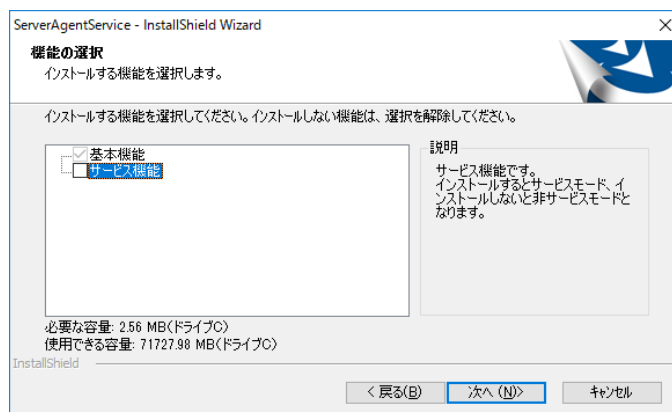 ServerAgentService - InstallShield Wizard
機能の選択
インストールする機能を選択します。
インストールする機能を選択してください。インストールしない機能は、選択を解除してください。
基本機能
サービス機能
説明
サービス機能です。
インストールするとサービスモード、イ
ンストールしないと非サービスモードと
なります。
必要な容量: 2.56 MB(ドライブC)
使用できる容量: 71727.98 MB(ドライブC)
InstallShield
< 戻る(B)
次へ (N)>
キャンセル